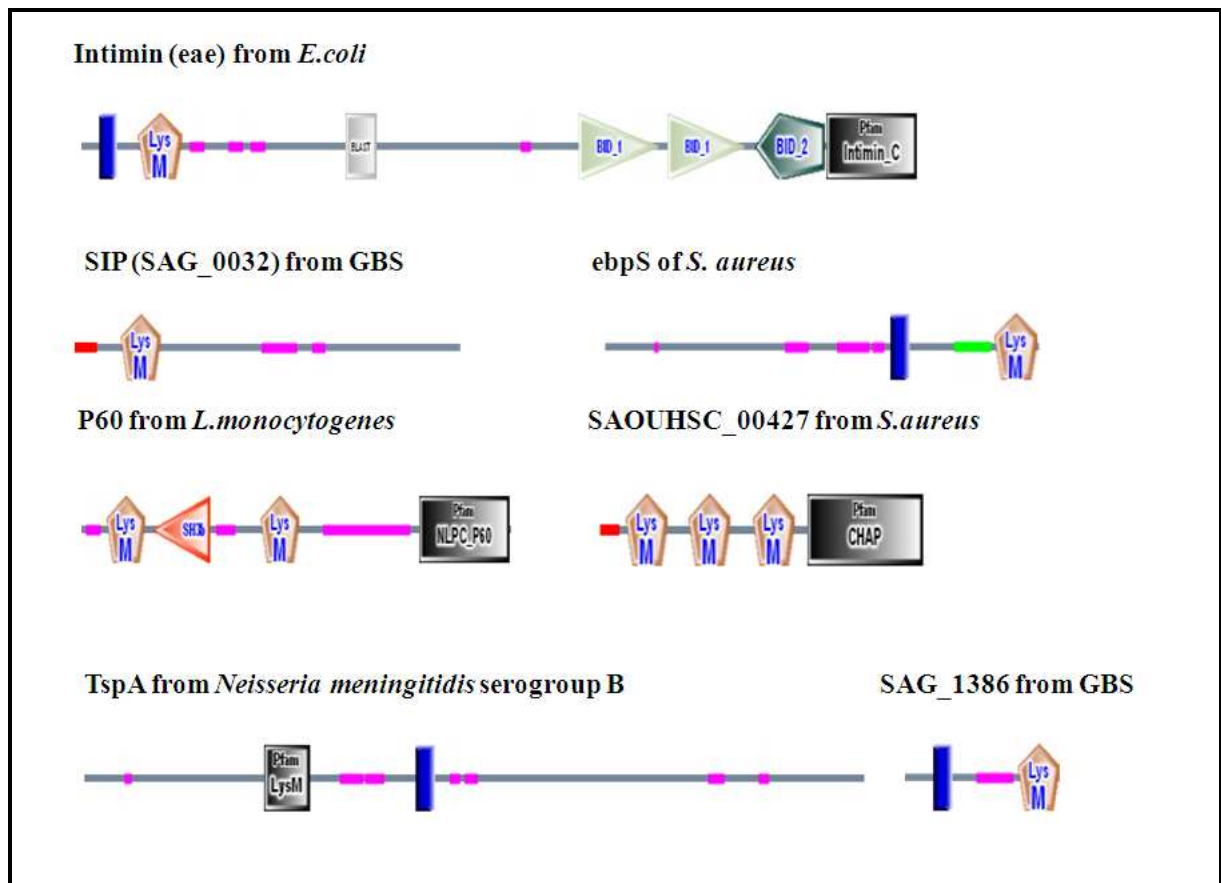 Intimin (eae) from E.coli
Lys
M
BLAST
BID_1
BID_1
BID_2
Pfam
Intimin_C
SIP (SAG_0032) from GBS
ebpS of S. aureus
Lys
M
Lys
M
P60 from L.monocytogenes
SAOUHSC_00427 from S.aureus
Lys
M
SH3b
Lys
M
Pfam
NLPC_P60
Lys
M
Lys
M
Lys
M
Pfam
CHAP
TspA from Neisseria meningitidis serogroup B
SAG_1386 from GBS
Pfam
LysM
Lys
M